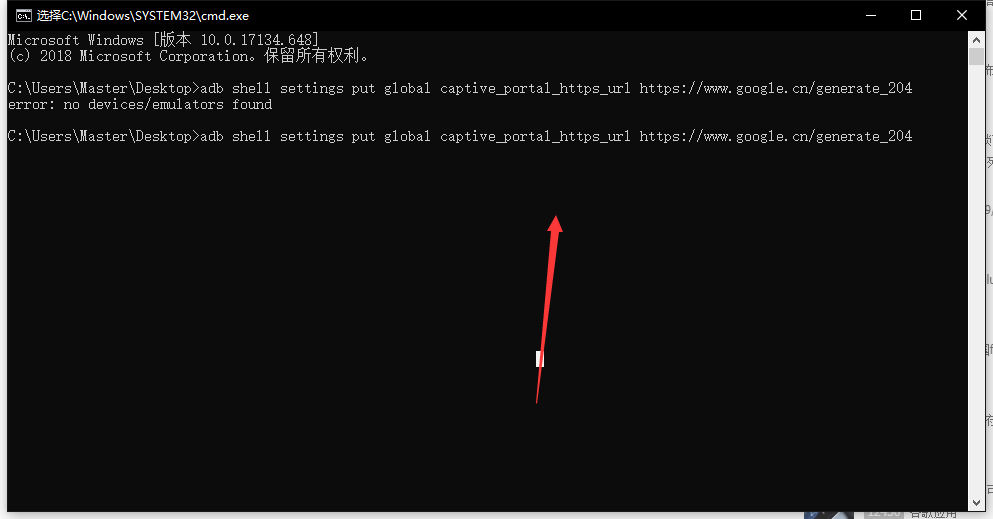 选择C:\Windows\SYSTEM32\cmd.exe
Microsoft Windows [版本 10.0.17134.648]
(c) 2018 Microsoft Corporation。保留所有权利。
C:\Users\Master\Desktop>adb shell settings put global captive_portal_https_url https://www.google.cn/generate_204
error: no devices/emulators found
C:\Users\Master\Desktop>adb shell settings put global captive_portal_https_url https://www.google.cn/generate_204